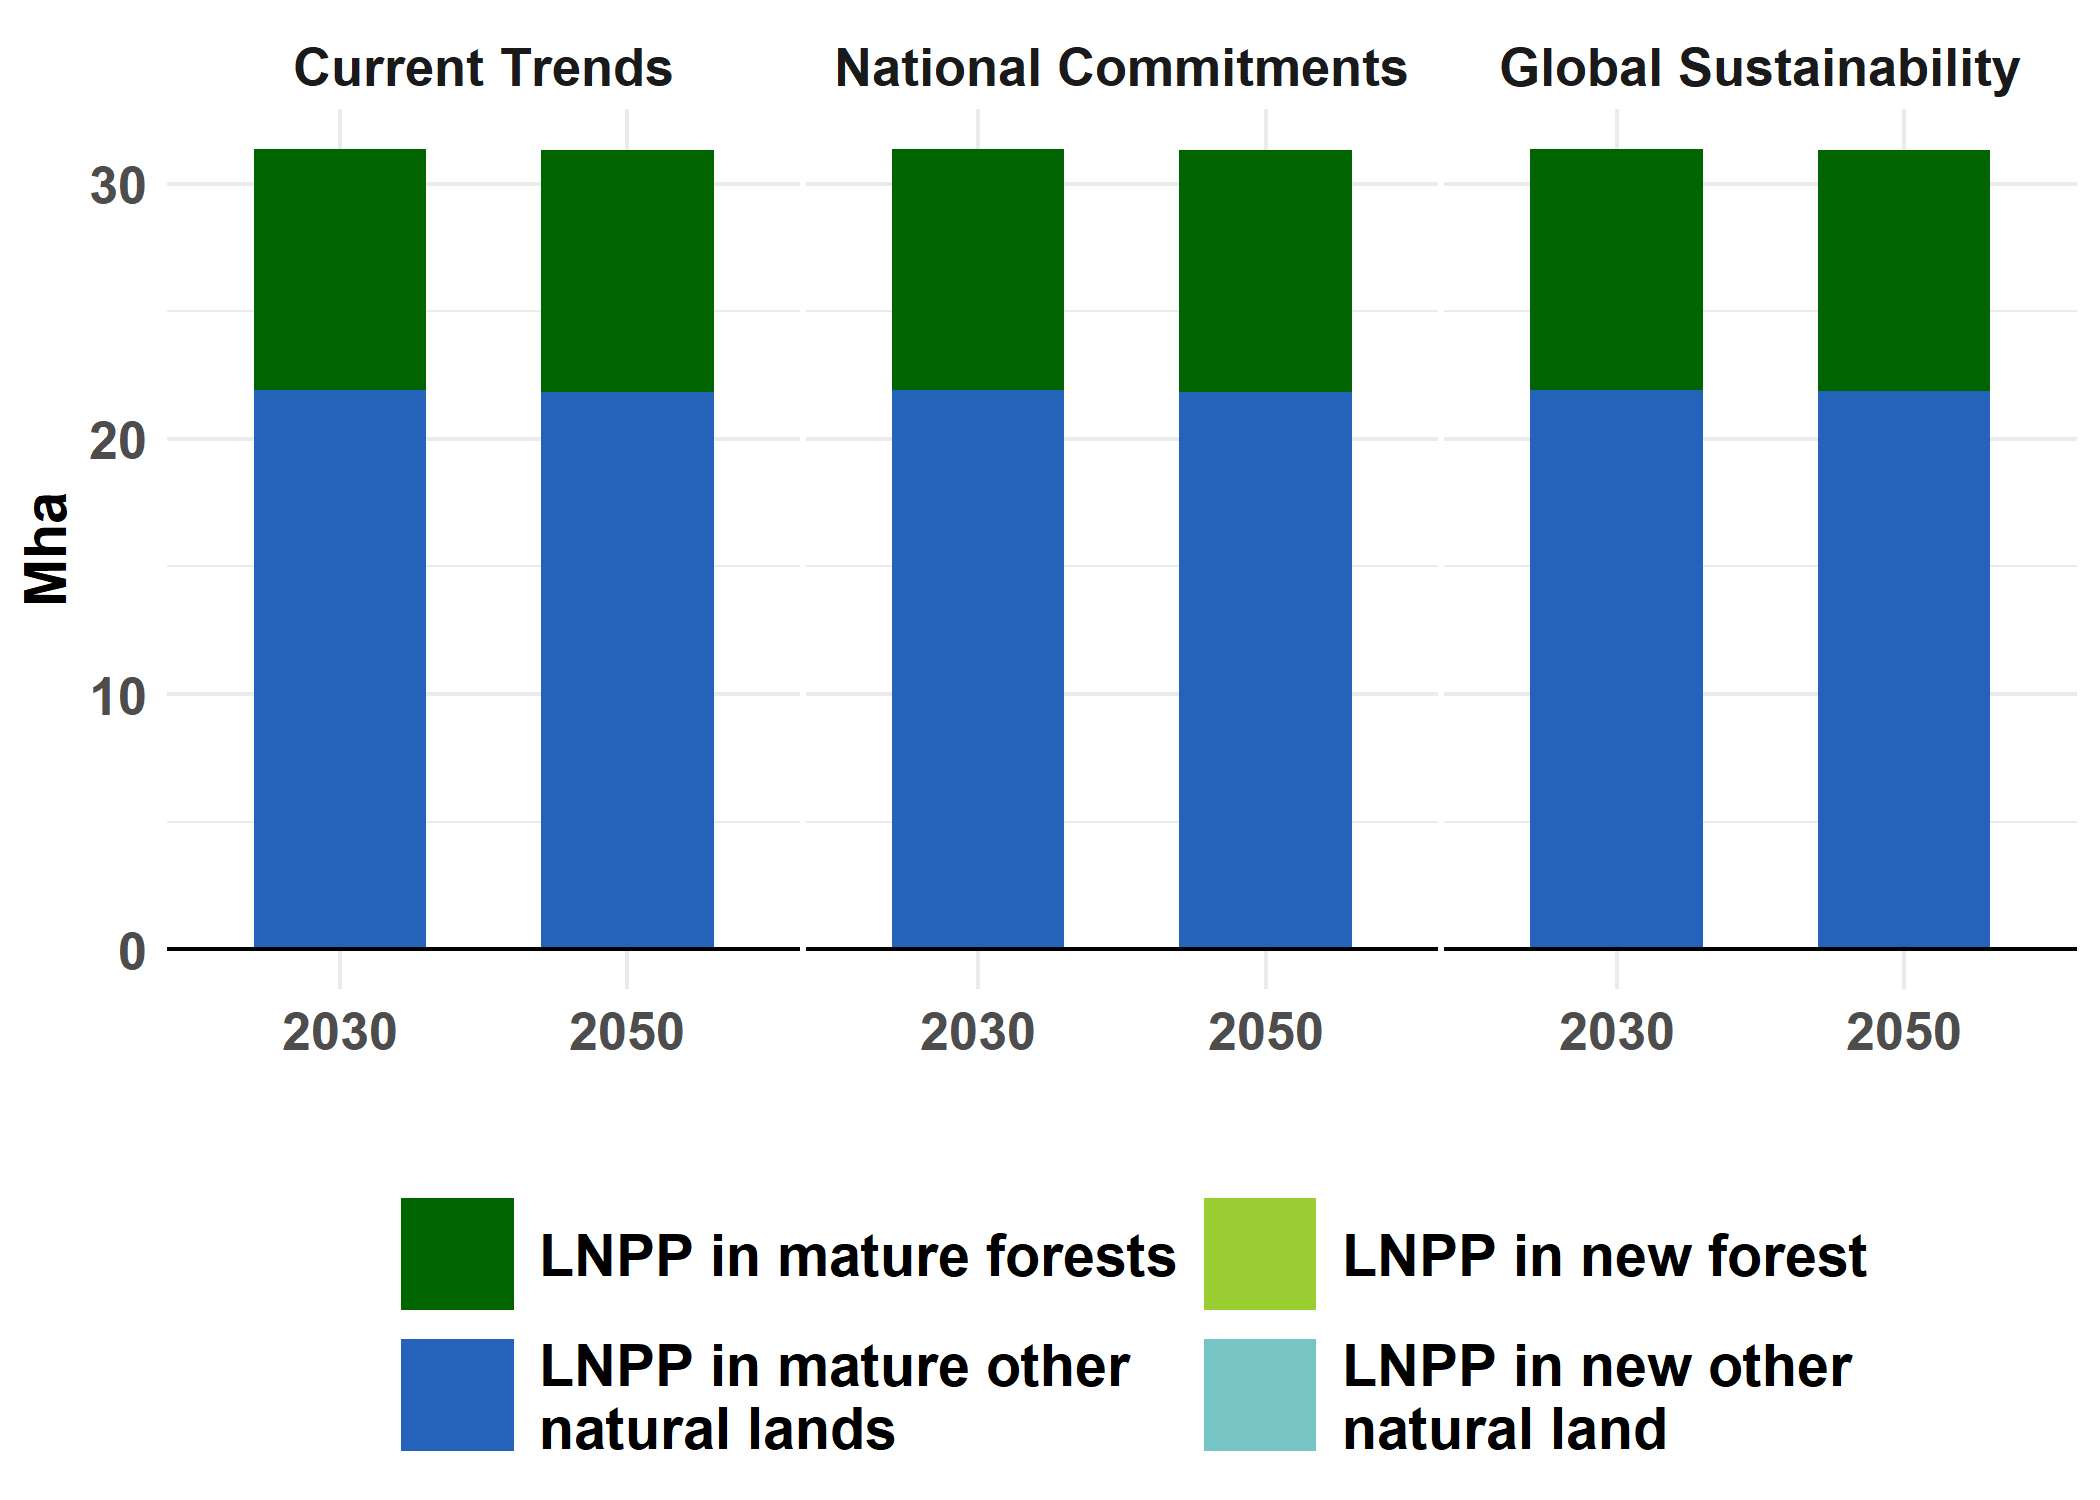 Current Trends National Commitments Global Sustainability
30
20
10
0
Mha
2030 2050 2030 2050 2030 2050
LNPP in mature forests LNPP in new forest
LNPP in mature other LNPP in new other
natural lands natural land